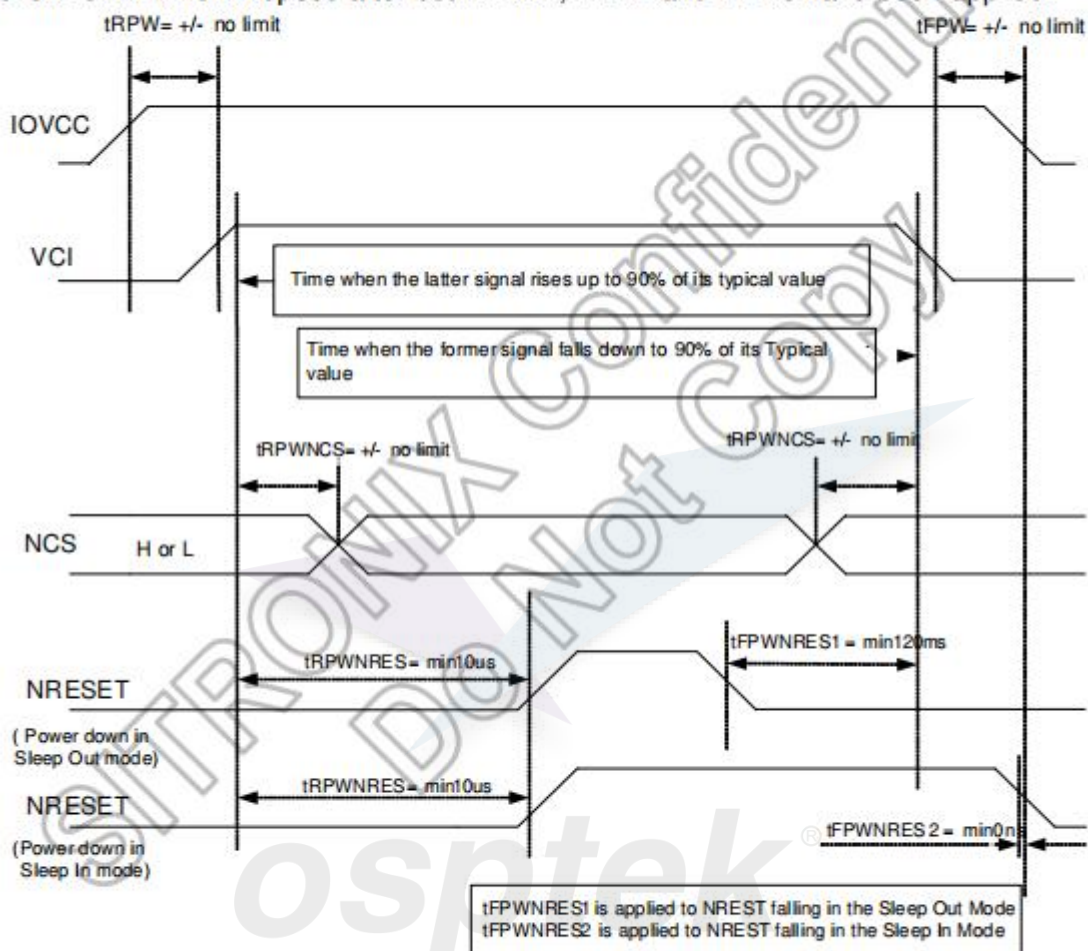 tRPW= +/- no limit
tFPW= +/- no limit
IOVCC
VCI
Time when the latter signal rises up to 90% of its typical value
Time when the former signal falls down to 90% of its Typical
value
tRPWNCS= +/- no limit
tRPWNCS= +/- no limit
NCS
H or L
tFPWNRES1 = min120ms
tRPWNRES= min10us
NRESET
( Power down in
Sleep Out mode)
tRPWNRES= min10us
NRESET
(Power down in
Sleep In mode)
tFPWNRES2 = min0n
tFPWNRES1 is applied to NREST falling in the Sleep Out Mode
tFPWNRES2 is applied to NREST falling in the Sleep In Mode
SITRONIX Confident
Do Not Copy
osptek ®